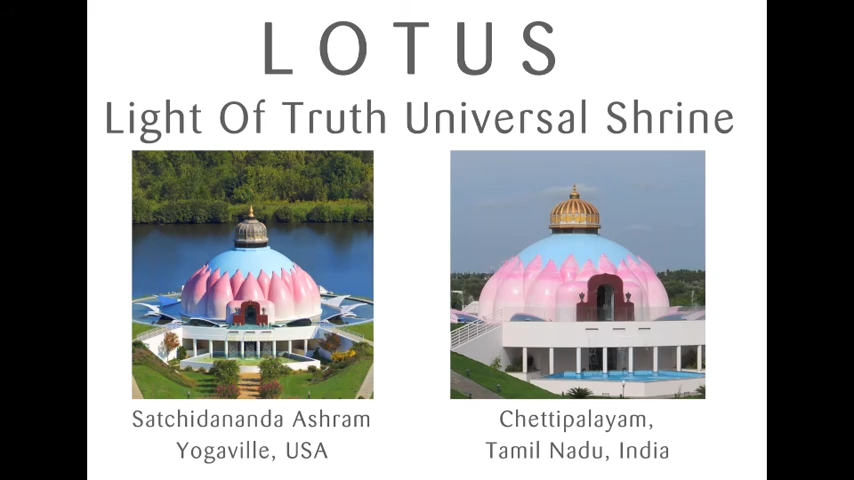 LOTUS
Light Of Truth Universal Shrine
Satchidananda Ashram
Yogaville, USA
Chettipalayam,
Tamil Nadu, India